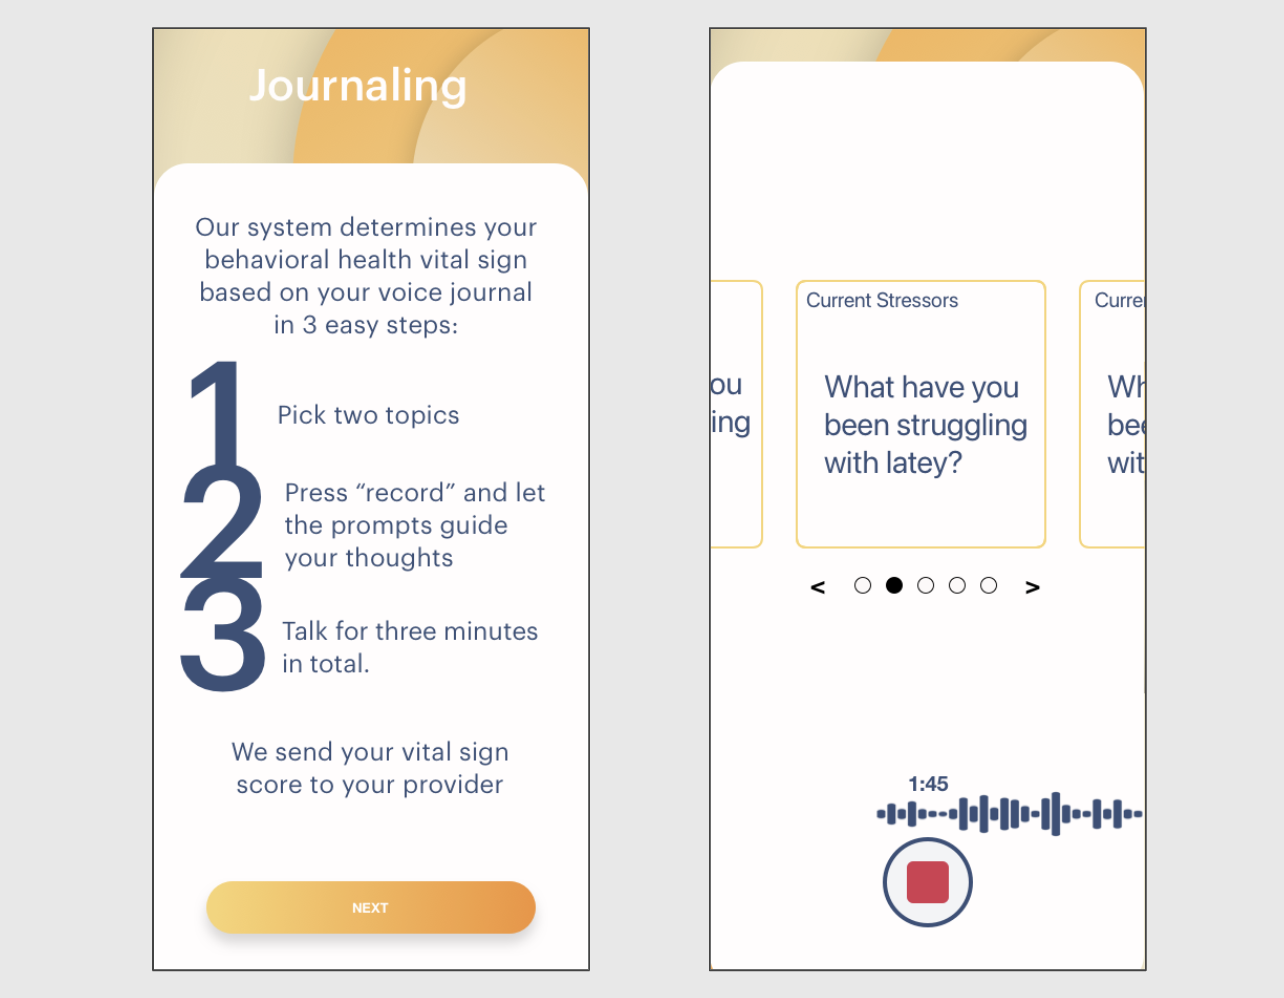 Journaling
Our system determines your
behavioral health vital sign
based on your voice journal
in 3 easy steps:
1
Pick two topics
2
Press “record” and let
the prompts guide
your thoughts
3
Talk for three minutes
in total.
We send your vital sign
score to your provider
NEXT
ou
ing
Current Stressors
What have you
been struggling
with latey?
Curre
Wh
bee
wit
< >
1:45